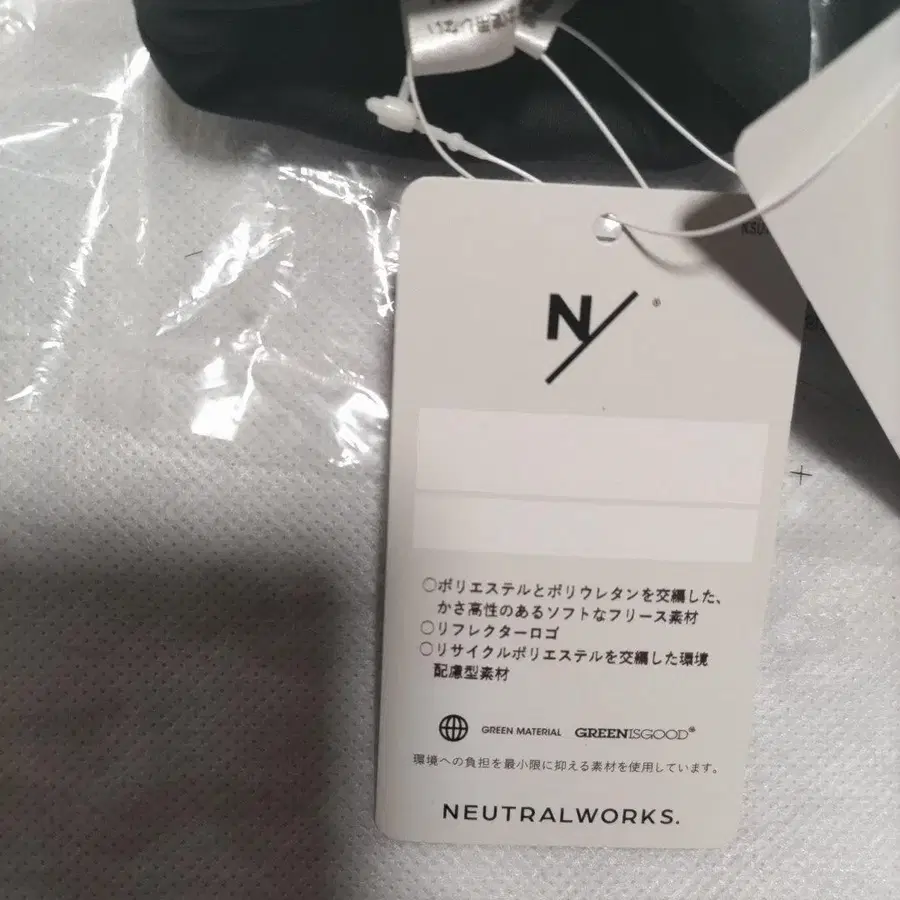 N/®
○ポリエステルとポリウレタンを交編した、
かさ高性のあるソフトなフリース素材
○リフレクターロゴ
○リサイクルポリエステルを交編した環境
配慮型素材
GREEN MATERIAL GREENISGOOD®
環境への負担を最小限に抑える素材を使用しています。
NEUTRALWORKS.